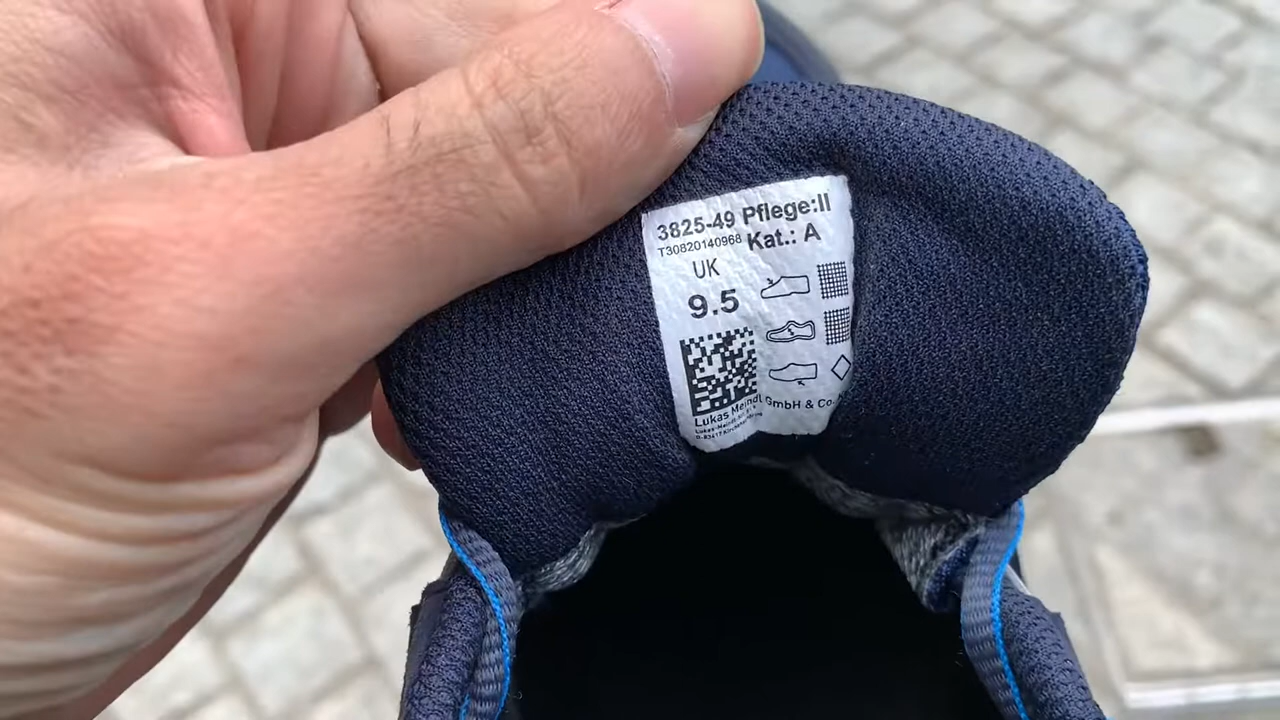 3825-49 Pflege:II
T30820140968 Kat.: A
UK
9.5
Lukas Meindl GmbH & Co.